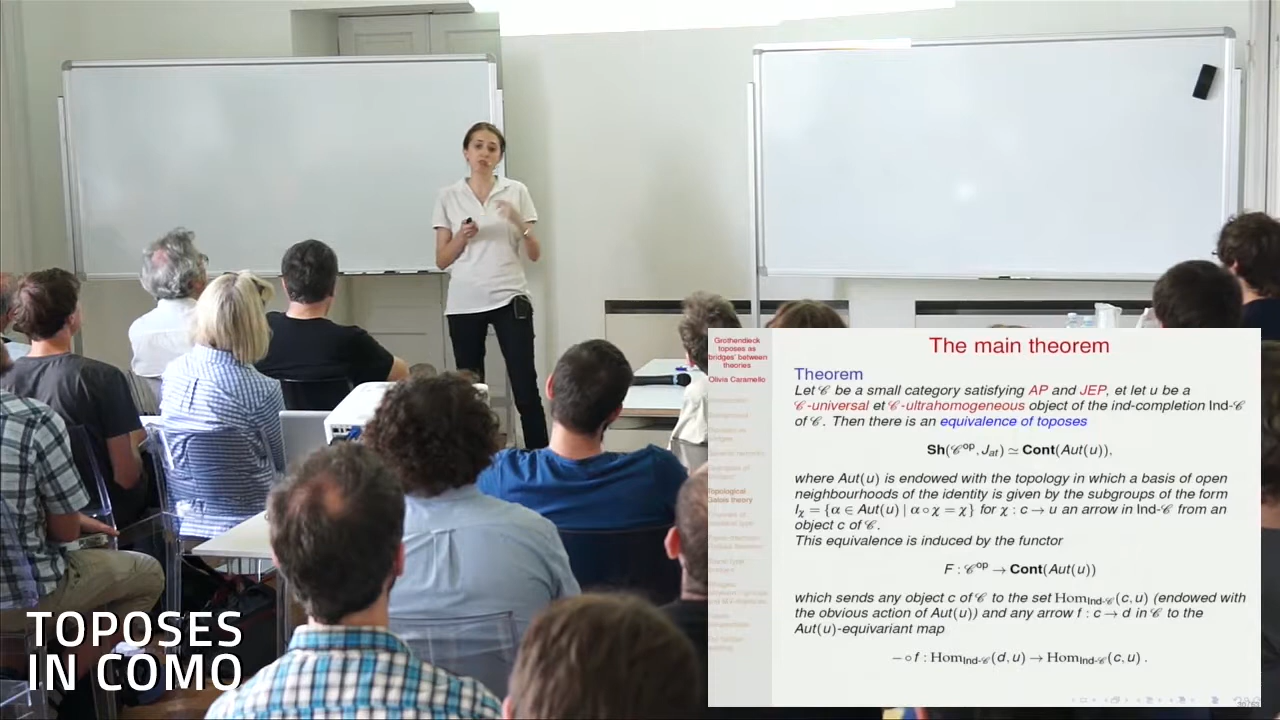 TOPOSES
IN COMO
Grothendieck
toposes as
'bridges' between
theories
Olivia Caramello
Topological
Galois theory
The main theorem
Theorem
Let 𝒞 be a small category satisfying AP and JEP, et let u be a
𝒞-universal et 𝒞-ultrahomogeneous object of the ind-completion Ind-𝒞
of 𝒞. Then there is an equivalence of toposes
Sh(𝒞^op, J_at) ≃ Cont(Aut(u)),
where Aut(u) is endowed with the topology in which a basis of open
neighbourhoods of the identity is given by the subgroups of the form
I_χ = {α ∈ Aut(u) | α ∘ χ = χ} for χ : c → u an arrow in Ind-𝒞 from an
object c of 𝒞.
This equivalence is induced by the functor
F : 𝒞^op → Cont(Aut(u))
which sends any object c of 𝒞 to the set Hom_Ind-𝒞(c, u) (endowed with
the obvious action of Aut(u)) and any arrow f : c → d in 𝒞 to the
Aut(u)-equivariant map
− ∘ f : Hom_Ind-𝒞(d, u) → Hom_Ind-𝒞(c, u) .